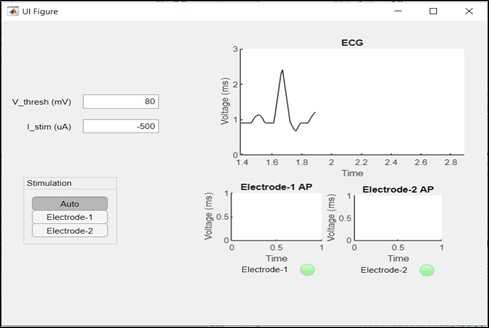 UI Figure
ECG
V_thresh (mV) 80
I_stim (uA) -500
Voltage (ms)
3
2
1
0
1.4 1.6 1.8 2 2.2 2.4 2.6 2.8
Time
Stimulation
Auto
Electrode-1
Electrode-2
Electrode-1 AP
Voltage (ms)
1
0.5
0
0 0.5 1
Time
Electrode-1
Electrode-2 AP
Voltage (ms)
1
0.5
0
0 0.5 1
Time
Electrode-2